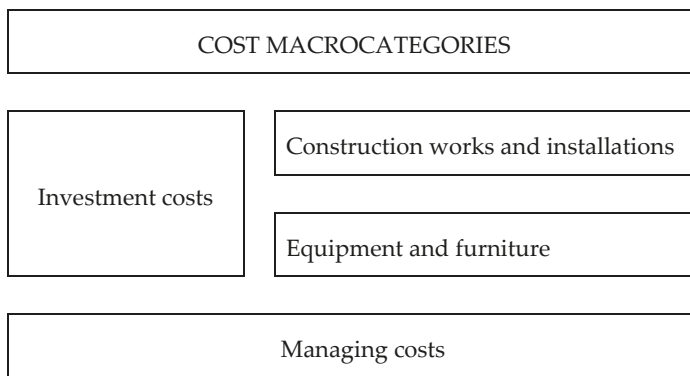 COST MACROCATEGORIES
Construction works and installations
Investment costs
Equipment and furniture
Managing costs